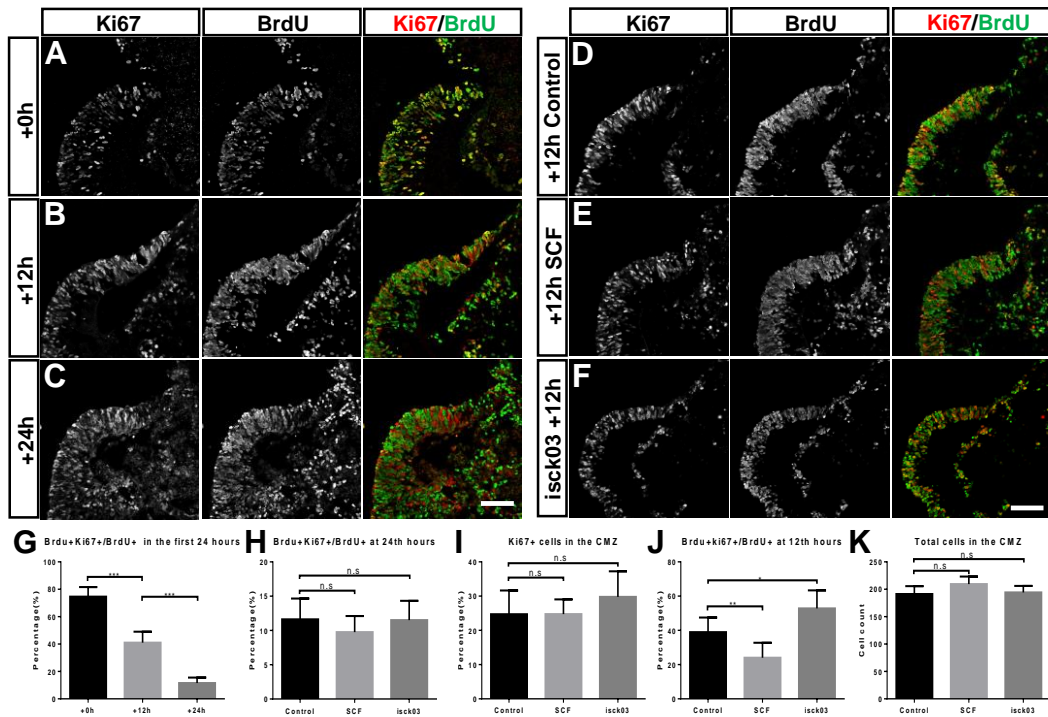 Ki67 BrdU Ki67/BrdU
A
+0h
B
+12h
C
+24h
Ki67 BrdU Ki67/BrdU
D
+12h Control
E
+12h SCF
F
isck03 +12h
G Brdu+Ki67+/BrdU+ in the first 24 hours
Percentage(%)
100
80
60
40
20
0
*** ***
+0h +12h +24h
H Brdu+Ki67+/BrdU+ at 24th hours
Percentage(%)
20
15
10
5
0
n.s
n.s
Control SCF isck03
I Ki67+ cells in the CMZ
Percentage(%)
40
30
20
10
0
n.s
n.s
Control SCF isck03
J Brdu+ki67+/BrdU+ at 12th hours
Percentage(%)
80
60
40
20
0
*
**
Control SCF isck03
K Total cells in the CMZ
Cell count
250
200
150
100
50
0
n.s
n.s
Control SCF isck03